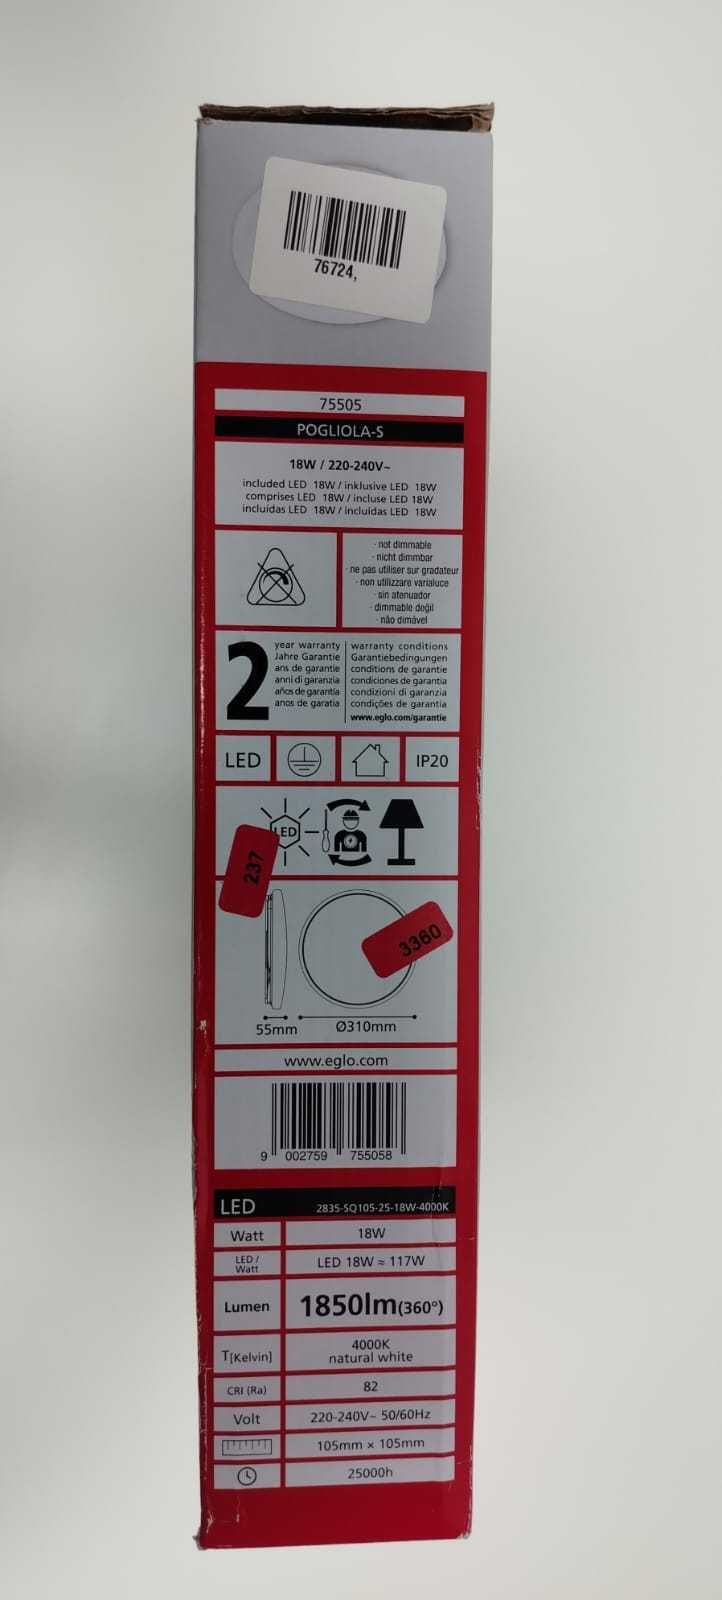 76724,
75505
POGLIOLA-S
18W / 220-240V~
included LED 18W / inklusive LED 18W
comprises LED 18W / incluse LED 18W
incluídas LED 18W / incluidas LED 18W
· not dimmable
· nicht dimmbar
· ne pas utiliser sur gradateur
· non utilizzare varialuce
· sin atenuador
· dimmable değil
· não dimável
2
year warranty
Jahre Garantie
ans de garantie
anni di garanzia
años de garantía
anos de garatia
warranty conditions
Garantiebedingungen
conditions de garantie
condiciones de garantia
condizioni di garanzia
condições de garantia
www.eglo.com/garantie
LED
IP20
LED
237
3360
55mm
Ø310mm
www.eglo.com
9 002759 755058
LED 2835-SQ105-25-18W-4000K
Watt 18W
LED / Watt LED 18W ≈ 117W
Lumen 1850lm(360°)
T[Kelvin] 4000K natural white
CRI (Ra) 82
Volt 220-240V~ 50/60Hz
105mm × 105mm
25000h